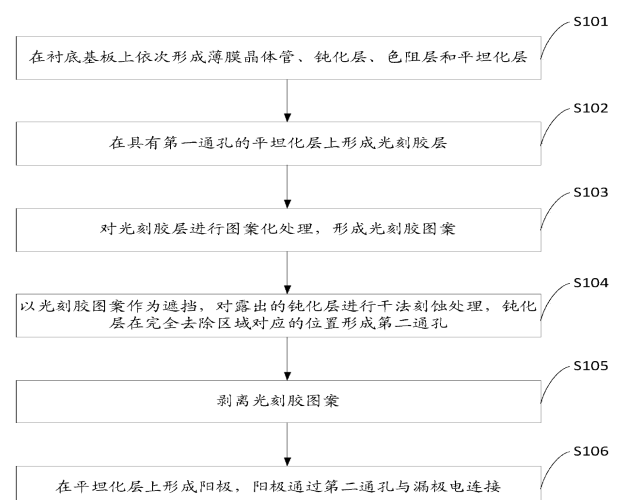 S101
在衬底基板上依次形成薄膜晶体管、钝化层、色阻层和平坦化层
S102
在具有第一通孔的平坦化层上形成光刻胶层
S103
对光刻胶层进行图案化处理，形成光刻胶图案
S104
以光刻胶图案作为遮挡，对露出的钝化层进行干法刻蚀处理，钝化
层在完全去除区域对应的位置形成第二通孔
S105
剥离光刻胶图案
S106
在平坦化层上形成阳极，阳极通过第二通孔与漏极电连接